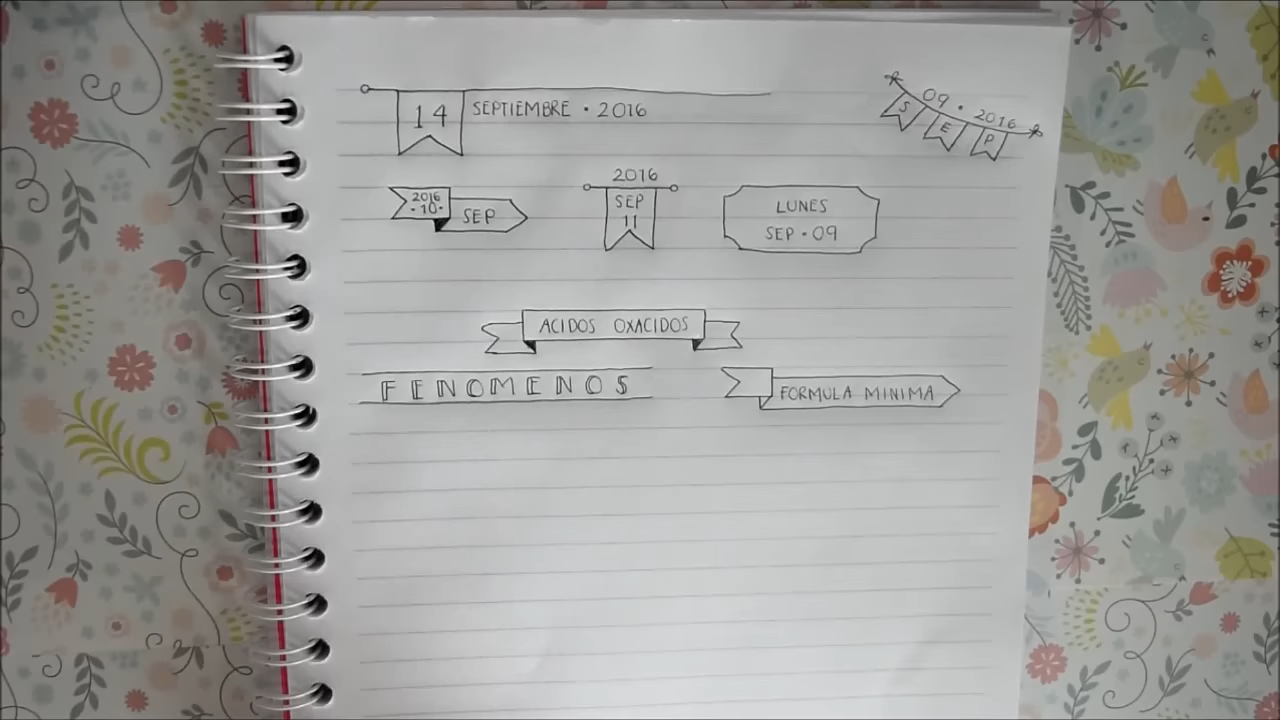 14 SEPTIEMBRE · 2016
09 · 2016
SEP
2016
·10·
SEP
2016
SEP
11
LUNES
SEP · 09
ACIDOS OXACIDOS
FENOMENOS
FORMULA MINIMA